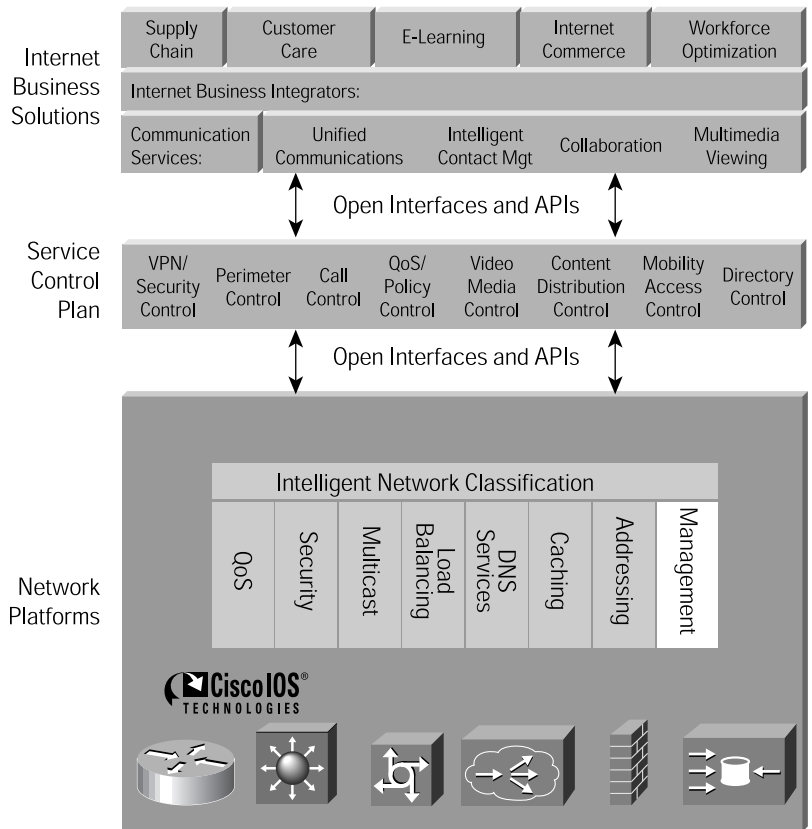 Internet
Business
Solutions
Supply
Chain
Customer
Care
E-Learning
Internet
Commerce
Workforce
Optimization
Internet Business Integrators:
Communication
Services:
Unified
Communications
Intelligent
Contact Mgt
Collaboration
Multimedia
Viewing
Open Interfaces and APIs
Service
Control
Plan
VPN/
Security
Control
Perimeter
Control
Call
Control
QoS/
Policy
Control
Video
Media
Control
Content
Distribution
Control
Mobility
Access
Control
Directory
Control
Open Interfaces and APIs
Network
Platforms
Intelligent Network Classification
QoS
Security
Multicast
Load
Balancing
DNS
Services
Caching
Addressing
Management
Cisco IOS®
TECHNOLOGIES